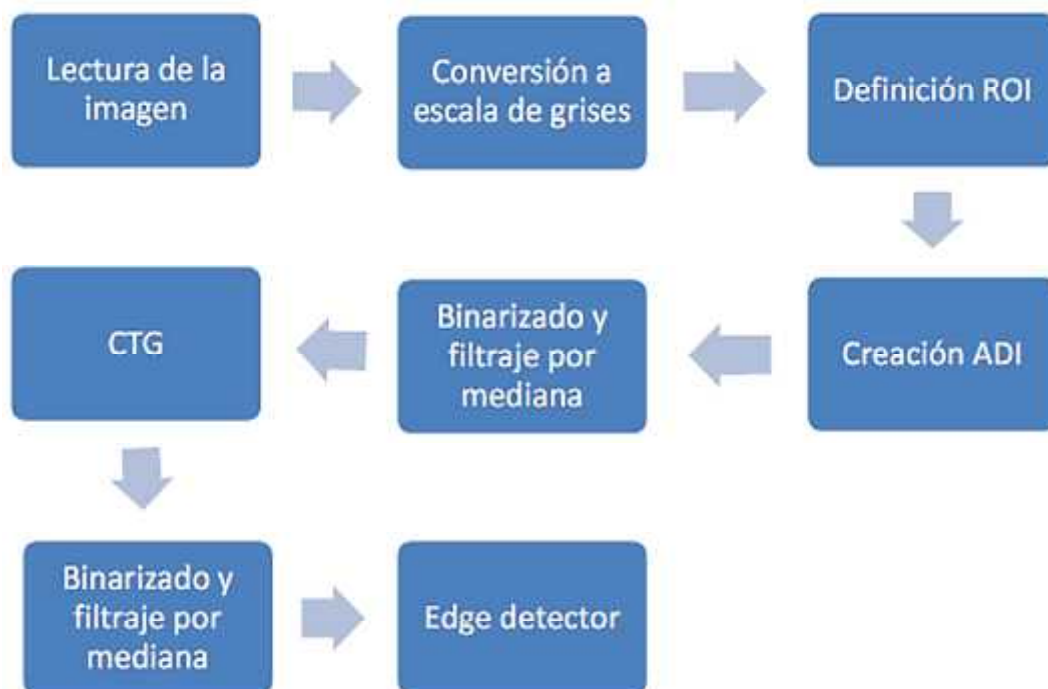 Lectura de la
imagen
Conversión a
escala de grises
Definición ROI
Creación ADI
Binarizado y
filtraje por
mediana
CTG
Binarizado y
filtraje por
mediana
Edge detector